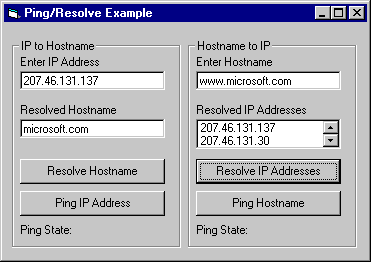 Ping/Resolve Example
IP to Hostname
Enter IP Address
207.46.131.137
Resolved Hostname
microsoft.com
Resolve Hostname
Ping IP Address
Ping State:
Hostname to IP
Enter Hostname
www.microsoft.com
Resolved IP Addresses
207.46.131.137
207.46.131.30
Resolve IP Addresses
Ping Hostname
Ping State: